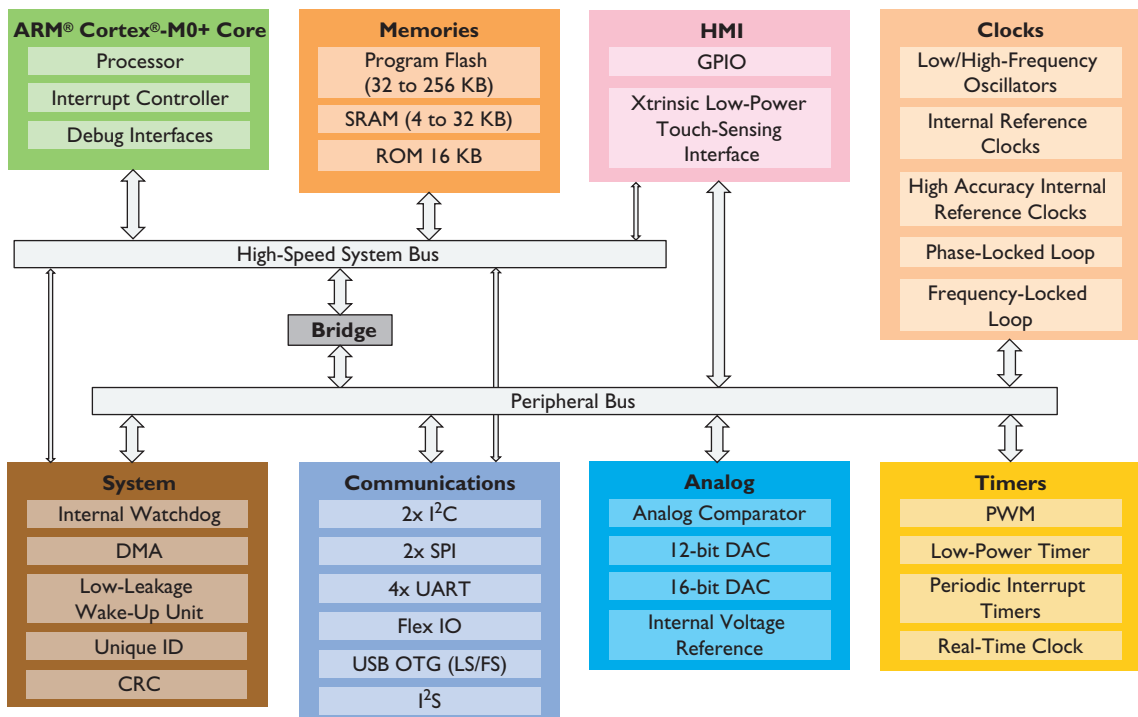 ARM® Cortex®-M0+ Core
Processor
Interrupt Controller
Debug Interfaces
Memories
Program Flash
(32 to 256 KB)
SRAM (4 to 32 KB)
ROM 16 KB
HMI
GPIO
Xtrinsic Low-Power
Touch-Sensing
Interface
Clocks
Low/High-Frequency
Oscillators
Internal Reference
Clocks
High Accuracy Internal
Reference Clocks
Phase-Locked Loop
Frequency-Locked
Loop
High-Speed System Bus
Bridge
Peripheral Bus
System
Internal Watchdog
DMA
Low-Leakage
Wake-Up Unit
Unique ID
CRC
Communications
2x I²C
2x SPI
4x UART
Flex IO
USB OTG (LS/FS)
I²S
Analog
Analog Comparator
12-bit DAC
16-bit DAC
Internal Voltage
Reference
Timers
PWM
Low-Power Timer
Periodic Interrupt
Timers
Real-Time Clock